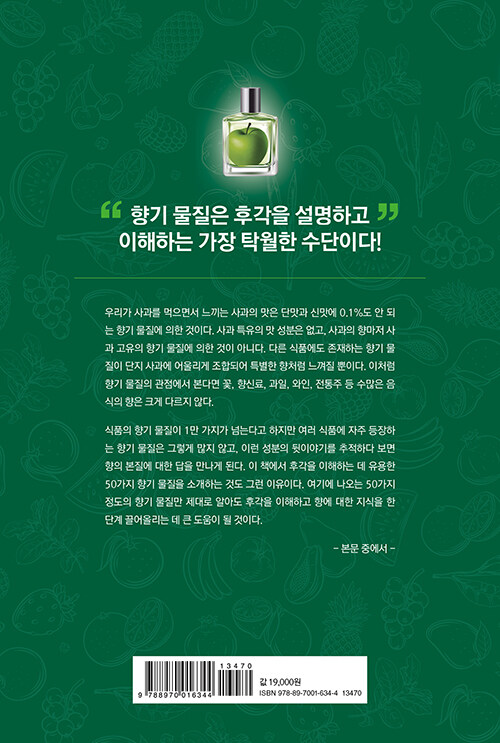 “ 향기 물질은 후각을 설명하고 ”
이해하는 가장 탁월한 수단이다!
우리가 사과를 먹으면서 느끼는 사과의 맛은 단맛과 신맛에 0.1%도 안 되
는 향기 물질에 의한 것이다. 사과 특유의 맛 성분은 없고, 사과의 향마저 사
과 고유의 향기 물질에 의한 것이 아니다. 다른 식품에도 존재하는 향기 물
질이 단지 사과에 어울리게 조합되어 특별한 향처럼 느껴질 뿐이다. 이처럼
향기 물질의 관점에서 본다면 꽃, 향신료, 과일, 와인, 전통주 등 수많은 음
식의 향은 크게 다르지 않다.
식품의 향기 물질이 1만 가지가 넘는다고 하지만 여러 식품에 자주 등장하
는 향기 물질은 그렇게 많지 않고, 이런 성분의 뒷이야기를 추적하다 보면
향의 본질에 대한 답을 만나게 된다. 이 책에서 후각을 이해하는 데 유용한
50가지 향기 물질을 소개하는 것도 그런 이유이다. 여기에 나오는 50가지
정도의 향기 물질만 제대로 알아도 후각을 이해하고 향에 대한 지식을 한
단계 끌어올리는 데 큰 도움이 될 것이다.
– 본문 중에서 –
13470
9 788970 016344
값 19,000원
ISBN 978-89-7001-634-4 13470